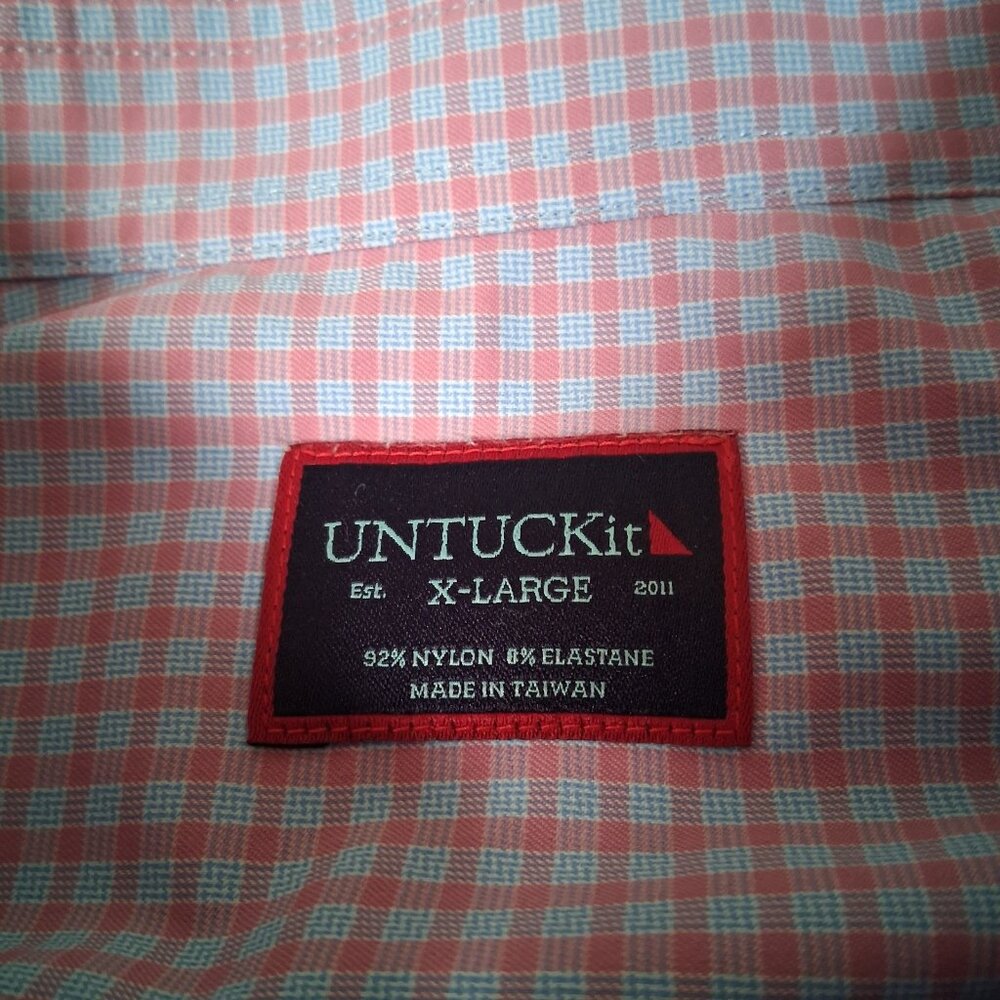 UNTUCKit
Est. X-LARGE 2011
92% NYLON 8% ELASTANE
MADE IN TAIWAN